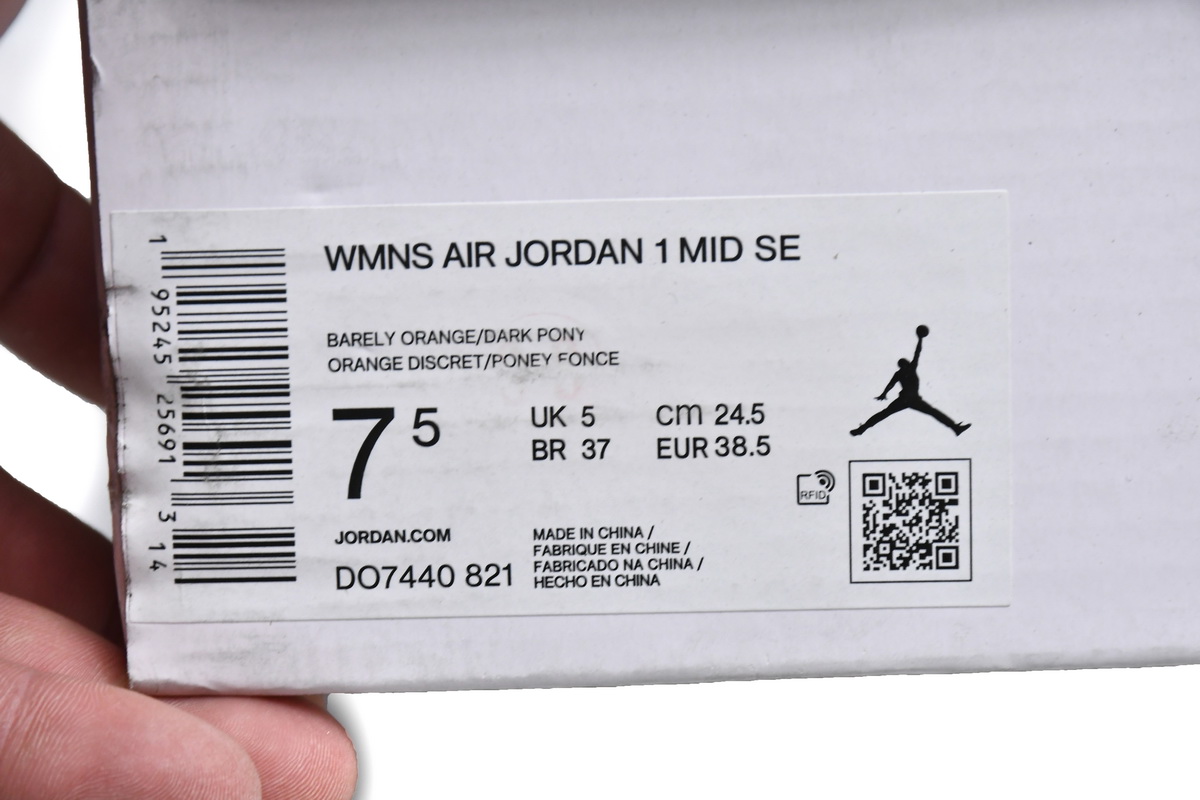 WMNS AIR JORDAN 1 MID SE
BARELY ORANGE/DARK PONY
ORANGE DISCRET/PONEY FONCE
7 5
UK 5
BR 37
cm 24.5
EUR 38.5
RFID
JORDAN.COM
DO7440 821
MADE IN CHINA /
FABRIQUE EN CHINE /
FABRICADO NA CHINA /
HECHO EN CHINA
1 95245 25691 3 14